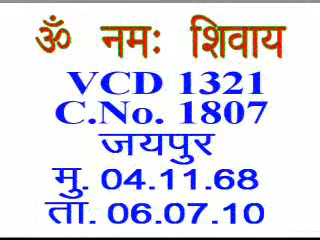 ॐ नमः शिवाय
VCD 1321
C.No. 1807
जयपुर
मु. 04.11.68
ता. 06.07.10